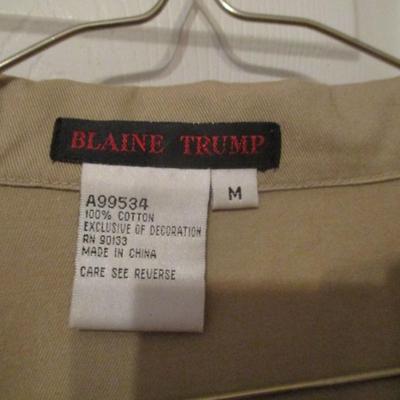 BLAINE TRUMP
M
A99534
100% COTTON
EXCLUSIVE OF DECORATION
RN 90133
MADE IN CHINA
CARE SEE REVERSE